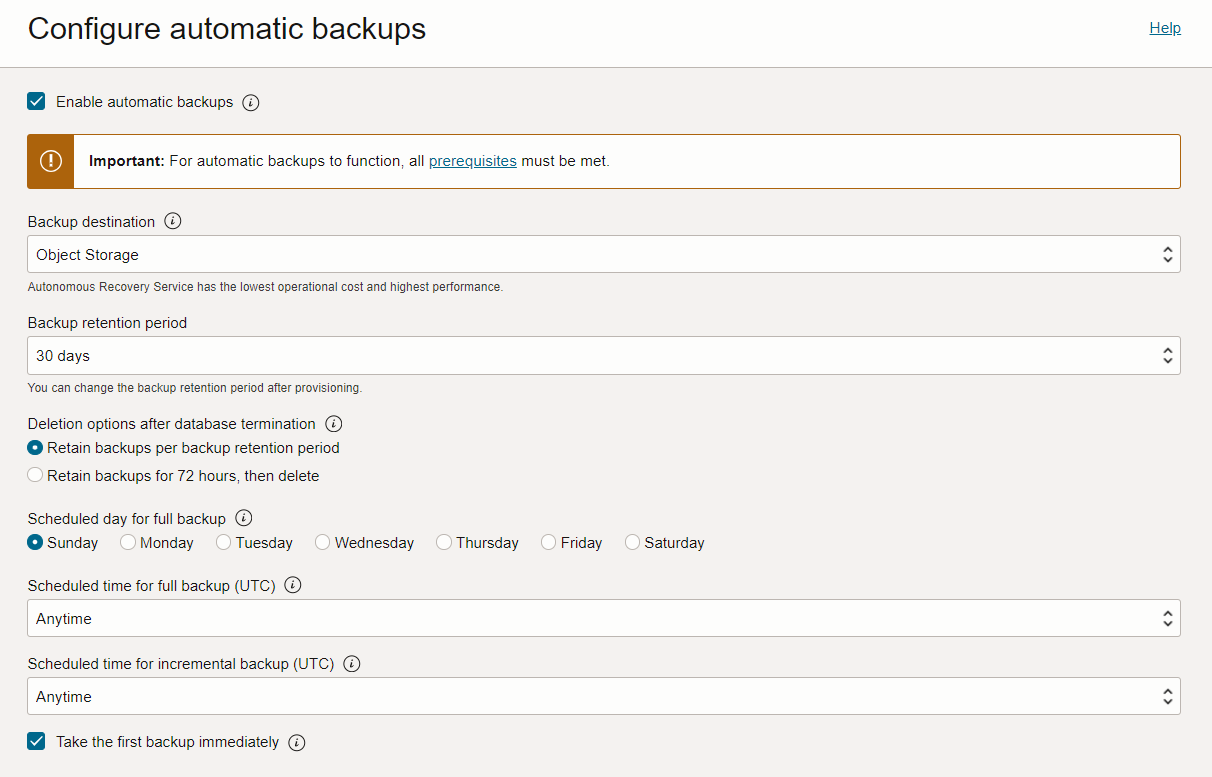 Configure automatic backups
Help
Enable automatic backups
Important: For automatic backups to function, all prerequisites must be met.
Backup destination
Object Storage
Autonomous Recovery Service has the lowest operational cost and highest performance.
Backup retention period
30 days
You can change the backup retention period after provisioning.
Deletion options after database termination
Retain backups per backup retention period
Retain backups for 72 hours, then delete
Scheduled day for full backup
Sunday Monday Tuesday Wednesday Thursday Friday Saturday
Scheduled time for full backup (UTC)
Anytime
Scheduled time for incremental backup (UTC)
Anytime
Take the first backup immediately